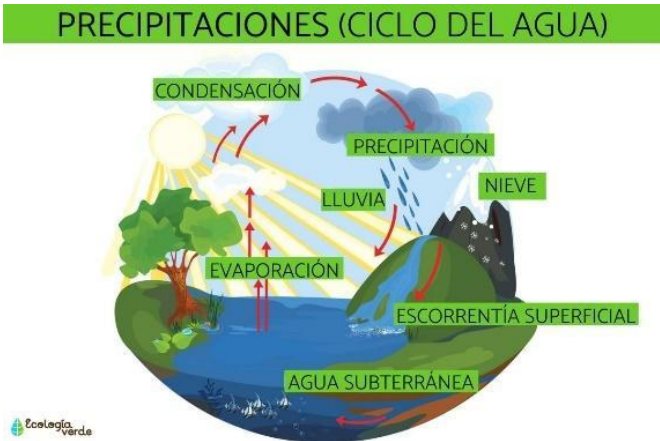 PRECIPITACIONES (CICLO DEL AGUA)
CONDENSACIÓN
PRECIPITACIÓN
NIEVE
LLUVIA
EVAPORACIÓN
ESCORRENTÍA SUPERFICIAL
AGUA SUBTERRÁNEA
Ecología
verde